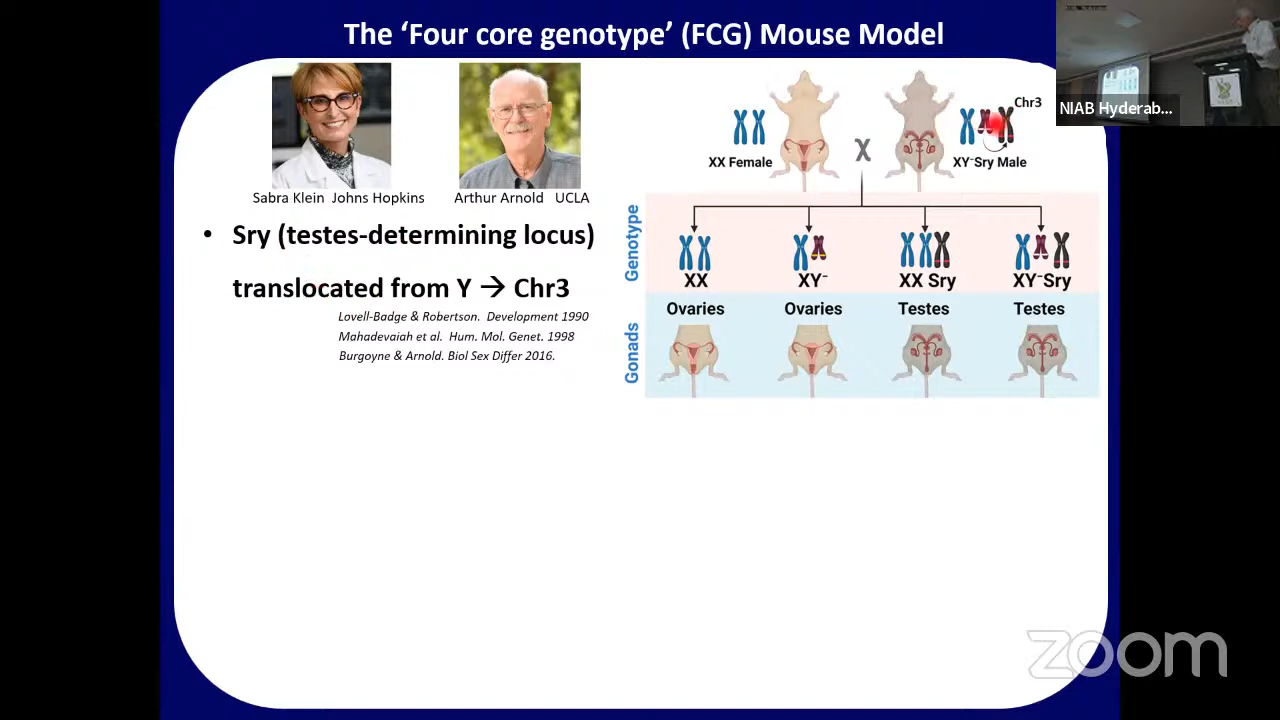 The ‘Four core genotype’ (FCG) Mouse Model
NIAB Hyderab...
Sabra Klein Johns Hopkins
Arthur Arnold UCLA
• Sry (testes-determining locus)
translocated from Y → Chr3
Lovell-Badge & Robertson. Development 1990
Mahadevaiah et al. Hum. Mol. Genet. 1998
Burgoyne & Arnold. Biol Sex Differ 2016.
Chr3
XX Female
χ
XY⁻Sry Male
Genotype
XX
XY⁻
XX Sry
XY⁻Sry
Gonads
Ovaries
Ovaries
Testes
Testes
zoom